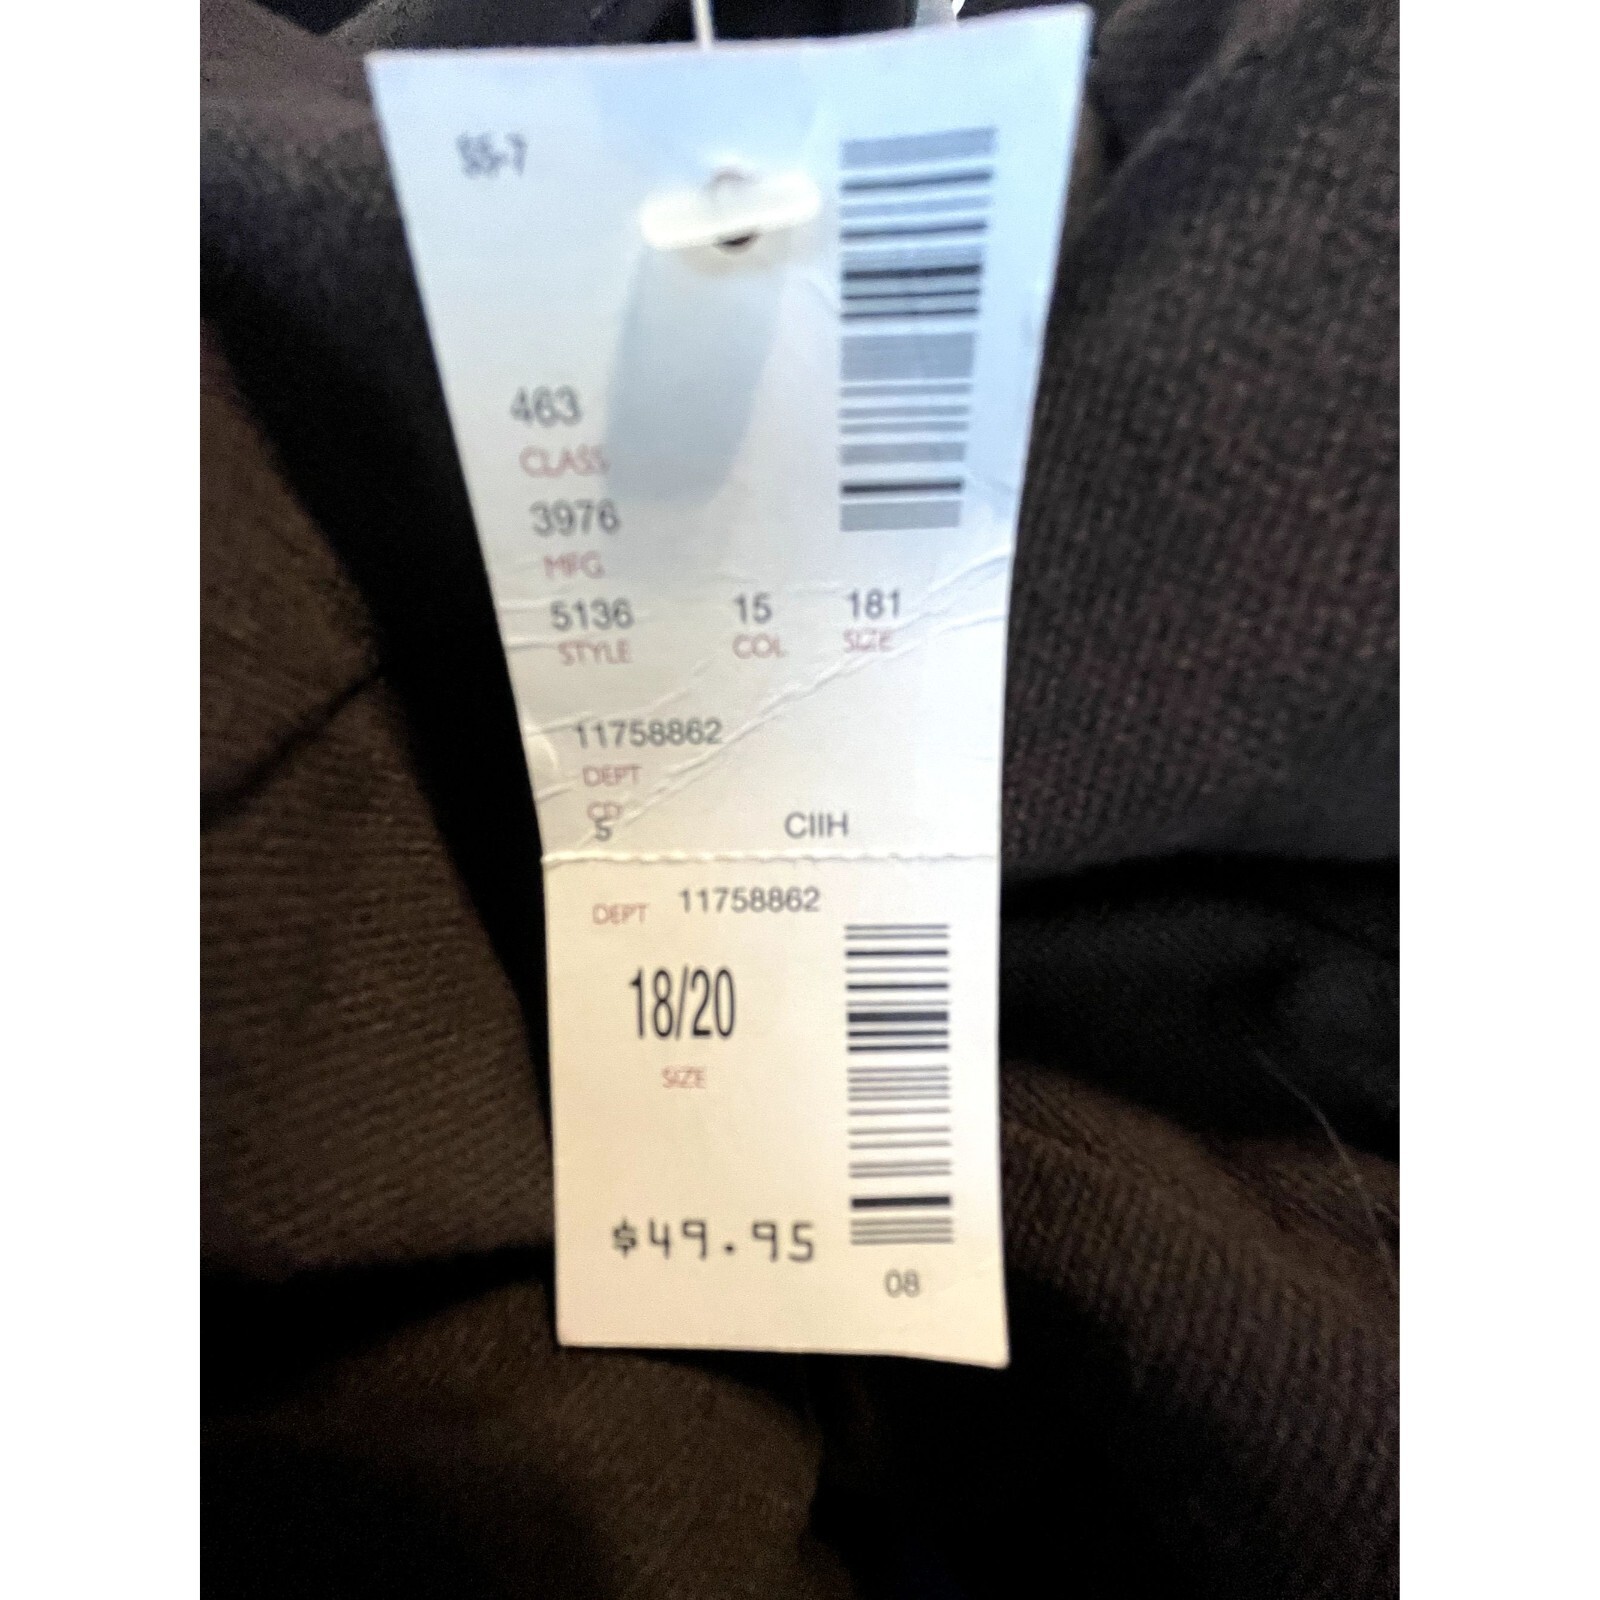 S5-7
463
CLASS
3976
MFG.
5136 15 181
STYLE COL SIZE
11758862
DEPT
CD
5 CIIH
DEPT 11758862
18/20
SIZE
$49.95
08